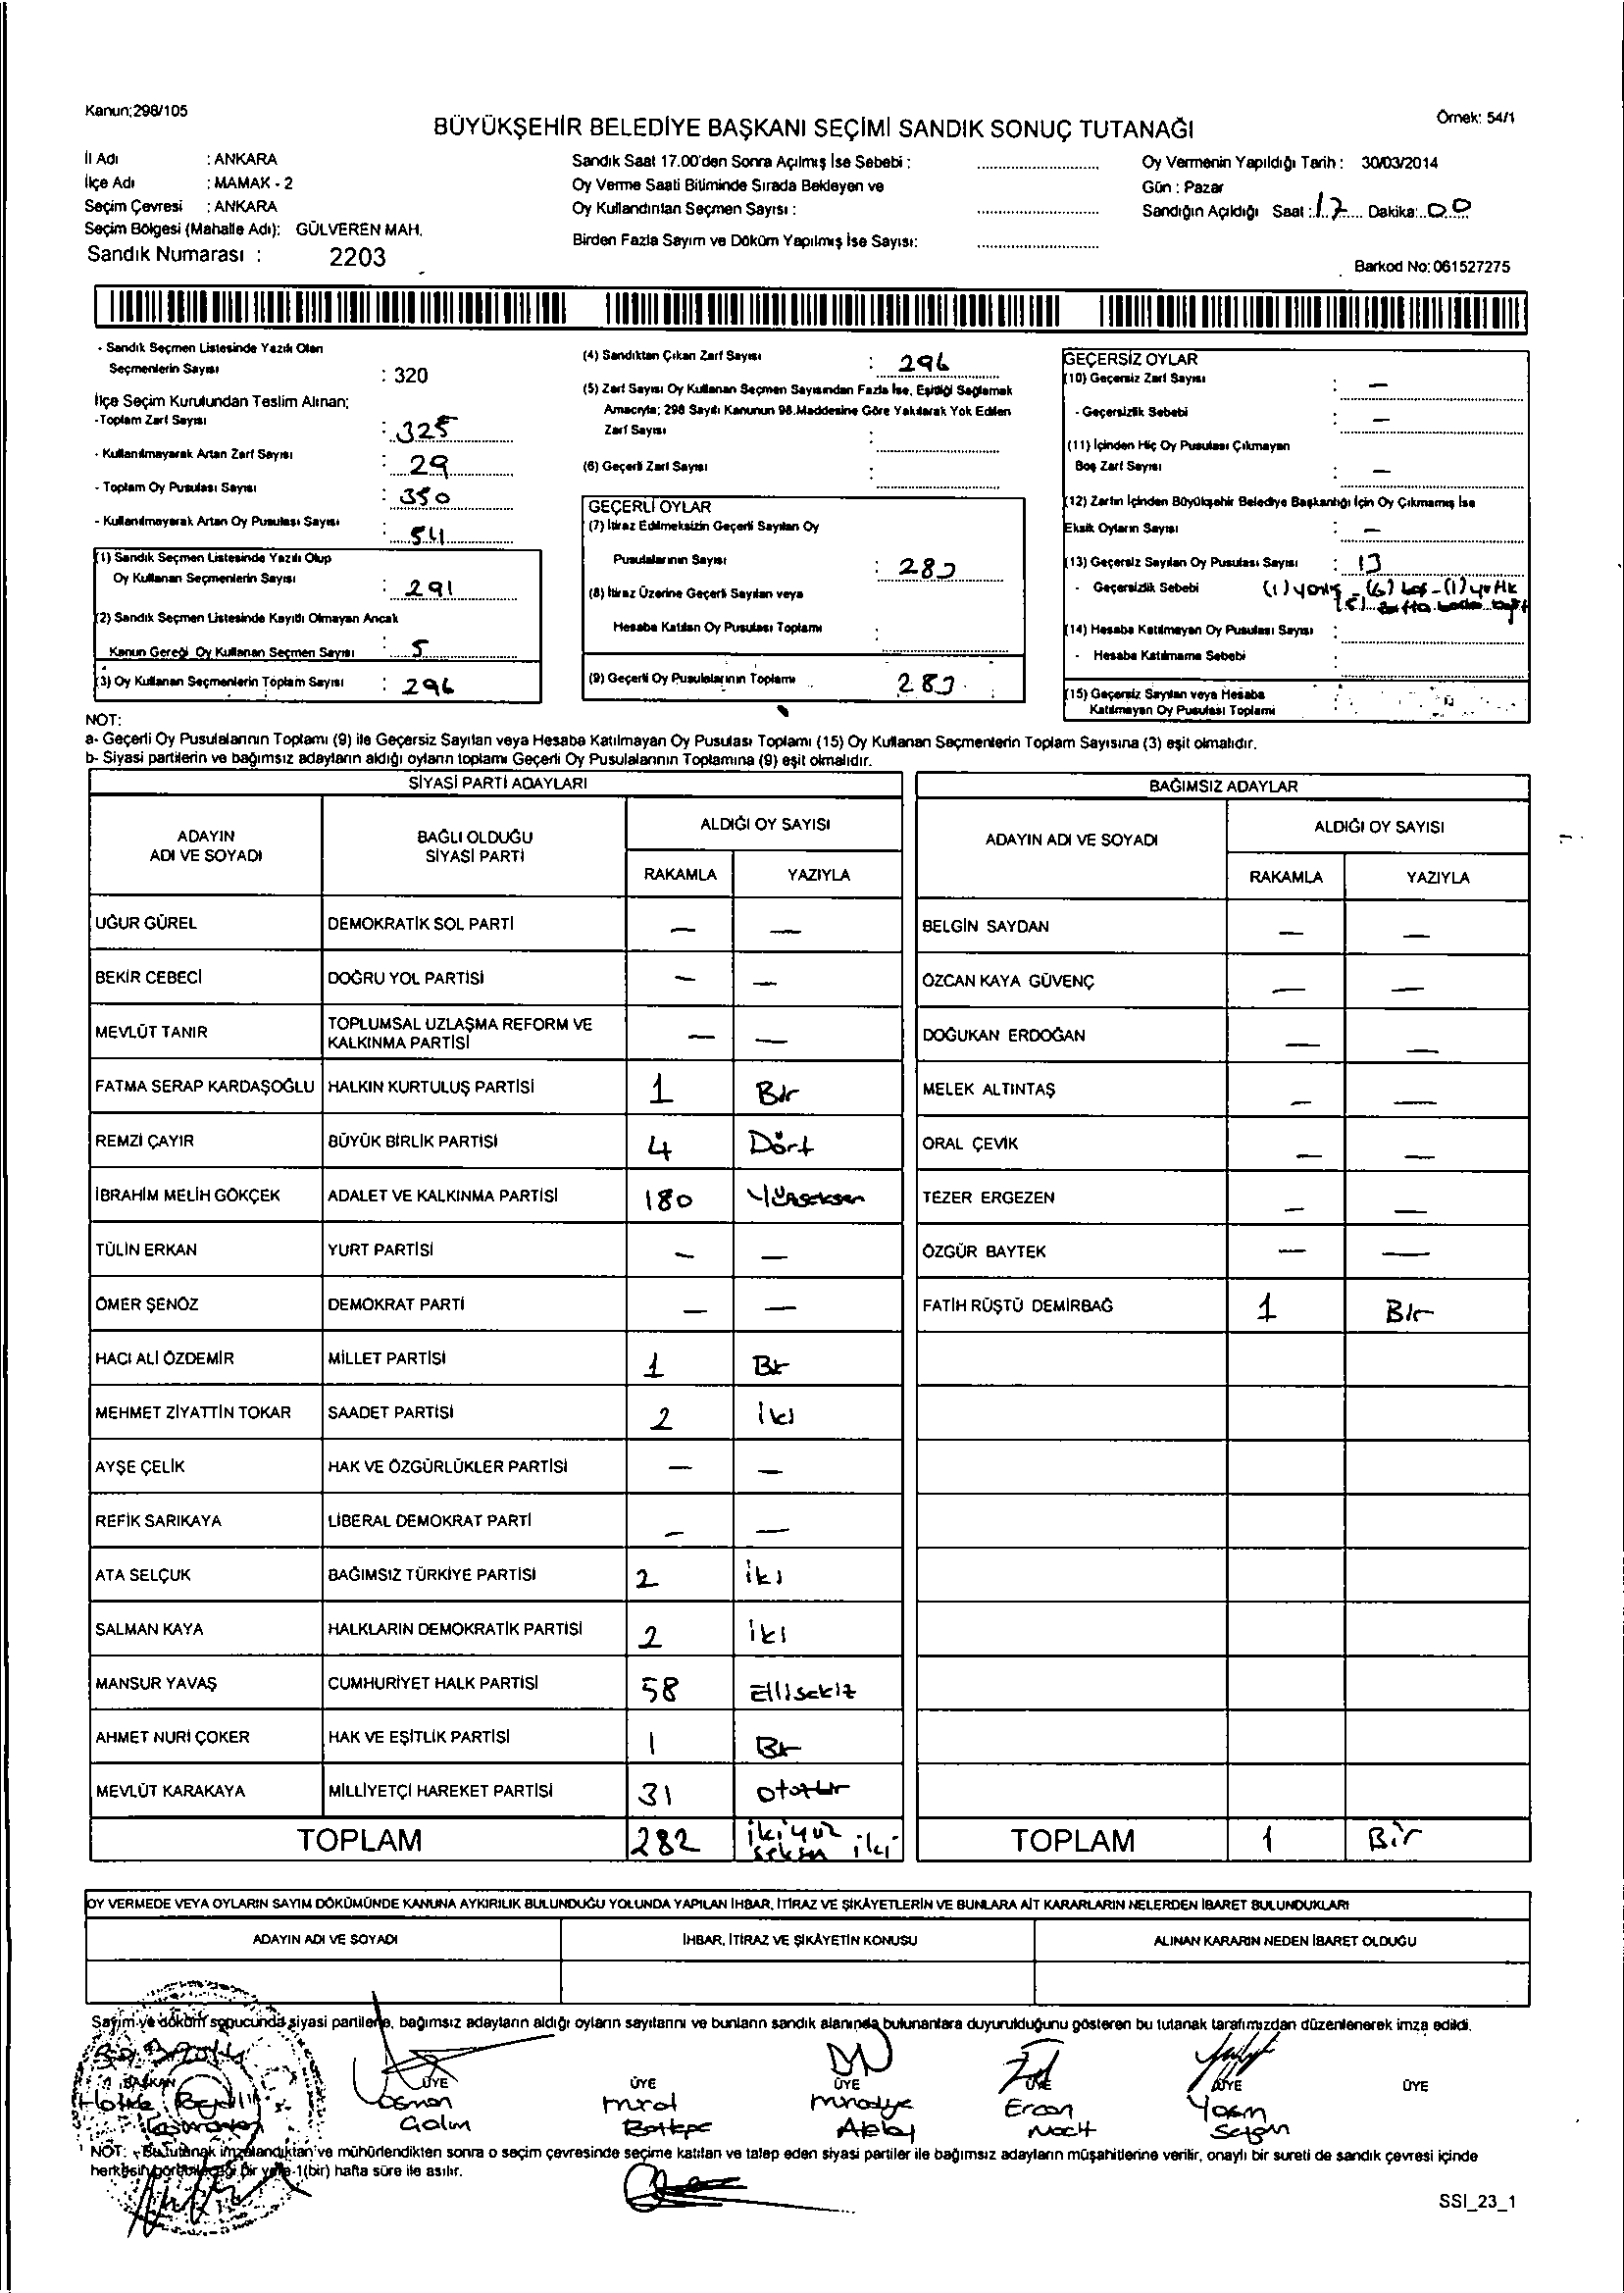 Kanun;298/105
Örnek: 54/1
BÜYÜKŞEHİR BELEDİYE BAŞKANI SEÇİMİ SANDIK SONUÇ TUTANAĞI
İl Adı : ANKARA
İlçe Adı : MAMAK - 2
Seçim Çevresi : ANKARA
Seçim Bölgesi (Mahalle Adı): GÜLVEREN MAH.
Sandık Numarası : 2203
Sandık Saat 17.00'den Sonra Açılmış İse Sebebi :
Oy Verme Saati Bitiminde Sırada Bekleyen ve
Oy Kullandırılan Seçmen Sayısı :
Birden Fazla Sayım ve Döküm Yapılmış İse Sayısı:
Oy Vermenin Yapıldığı Tarih : 30/03/2014
Gün : Pazar
Sandığın Açıldığı Saat : 17 Dakika: 00
Barkod No: 061527275
- Sandık Seçmen Listesinde Yazılı Olan
Seçmenlerin Sayısı : 320
İlçe Seçim Kurulundan Teslim Alınan;
-Toplam Zarf Sayısı : 325
- Kullanılmayarak Artan Zarf Sayısı : 29
- Toplam Oy Pusulası Sayısı : 350
- Kullanılmayarak Artan Oy Pusulası Sayısı : 54
(1) Sandık Seçmen Listesinde Yazılı Olup
Oy Kullanan Seçmenlerin Sayısı : 291
(2) Sandık Seçmen Listesinde Kayıtlı Olmayan Ancak
Kanun Gereği Oy Kullanan Seçmen Sayısı : 5
(3) Oy Kullanan Seçmenlerin Toplam Sayısı : 296
(4) Sandıktan Çıkan Zarf Sayısı : 296
(5) Zarf Sayısı Oy Kullanan Seçmen Sayısından Fazla İse, Eşitliği Sağlamak
Amacıyla; 298 Sayılı Kanunun 98.Maddesine Göre Yakılarak Yok Edilen
Zarf Sayısı :
(6) Geçerli Zarf Sayısı :
GEÇERLİ OYLAR
(7) İtiraz Edilmeksizin Geçerli Sayılan Oy
Pusulalarının Sayısı : 283
(8) İtiraz Üzerine Geçerli Sayılan veya
Hesaba Katılan Oy Pusulası Toplamı :
(9) Geçerli Oy Pusulalarının Toplamı 283
GEÇERSİZ OYLAR
(10) Geçersiz Zarf Sayısı : —
- Geçersizlik Sebebi : —
(11) İçinden Hiç Oy Pusulası Çıkmayan
Boş Zarf Sayısı : —
(12) Zarfın İçinden Büyükşehir Belediye Başkanlığı İçin Oy Çıkmamış İse
Eksik Oyların Sayısı : —
(13) Geçersiz Sayılan Oy Pusulası Sayısı : 13
- Geçersizlik Sebebi
(14) Hesaba Katılmayan Oy Pusulası Sayısı :
- Hesaba Katılmama Sebebi :
(15) Geçersiz Sayılan veya Hesaba
Katılmayan Oy Pusulası Toplamı
NOT:
a- Geçerli Oy Pusulalarının Toplamı (9) ile Geçersiz Sayılan veya Hesaba Katılmayan Oy Pusulası Toplamı (15) Oy Kullanan Seçmenlerin Toplam Sayısına (3) eşit olmalıdır.
b- Siyasi partilerin ve bağımsız adayların aldığı oyların toplamı Geçerli Oy Pusulalarının Toplamına (9) eşit olmalıdır.
SİYASİ PARTİ ADAYLARI
ADAYIN ADI VE SOYADI
BAĞLI OLDUĞU SİYASİ PARTİ
ALDIĞI OY SAYISI
RAKAMLA YAZIYLA
UĞUR GÜREL DEMOKRATİK SOL PARTİ — —
BEKİR CEBECİ DOĞRU YOL PARTİSİ — —
MEVLÜT TANIR TOPLUMSAL UZLAŞMA REFORM VE
KALKINMA PARTİSİ — —
FATMA SERAP KARDAŞOĞLU HALKIN KURTULUŞ PARTİSİ 1 Bir
REMZİ ÇAYIR BÜYÜK BİRLİK PARTİSİ 4 Dört
İBRAHİM MELİH GÖKÇEK ADALET VE KALKINMA PARTİSİ 180 Yüzseksen
TÜLİN ERKAN YURT PARTİSİ — —
ÖMER ŞENÖZ DEMOKRAT PARTİ — —
HACI ALİ ÖZDEMİR MİLLET PARTİSİ 1 Bir
MEHMET ZİYATTİN TOKAR SAADET PARTİSİ 2 iki
AYŞE ÇELİK HAK VE ÖZGÜRLÜKLER PARTİSİ — —
REFİK SARIKAYA LİBERAL DEMOKRAT PARTİ — —
ATA SELÇUK BAĞIMSIZ TÜRKİYE PARTİSİ 2 iki
SALMAN KAYA HALKLARIN DEMOKRATİK PARTİSİ 2 iki
MANSUR YAVAŞ CUMHURİYET HALK PARTİSİ 58 Ellisekiz
AHMET NURİ ÇOKER HAK VE EŞİTLİK PARTİSİ 1 Bir
MEVLÜT KARAKAYA MİLLİYETÇİ HAREKET PARTİSİ 31 otuzbir
TOPLAM 282 ikiyüz seksen iki
BAĞIMSIZ ADAYLAR
ADAYIN ADI VE SOYADI
ALDIĞI OY SAYISI
RAKAMLA YAZIYLA
BELGİN SAYDAN — —
ÖZCAN KAYA GÜVENÇ — —
DOĞUKAN ERDOĞAN — —
MELEK ALTINTAŞ — —
ORAL ÇEVİK — —
TEZER ERGEZEN — —
ÖZGÜR BAYTEK — —
FATİH RÜŞTÜ DEMİRBAĞ 1 Bir
TOPLAM 1 Bir
OY VERMEDE VEYA OYLARIN SAYIM DÖKÜMÜNDE KANUNA AYKIRILIK BULUNDUĞU YOLUNDA YAPILAN İHBAR, İTİRAZ VE ŞİKÂYETLERİN VE BUNLARA AİT KARARLARIN NELERDEN İBARET BULUNDUKLARI
ADAYIN ADI VE SOYADI İHBAR, İTİRAZ VE ŞİKÂYETİN KONUSU ALINAN KARARIN NEDEN İBARET OLDUĞU
Sayım ve döküm sonucunda siyasi partilerle, bağımsız adayların aldığı oyların sayılarını ve bunların sandık alanında bulunanlara duyurulduğunu gösteren bu tutanak tarafımızdan düzenlenerek imza edildi.
BAŞKAN ÜYE ÜYE ÜYE ÜYE ÜYE ÜYE
Osman Ercan
NOT: - Bu tutanak imzalandıktan ve mühürlendikten sonra o seçim çevresinde seçime katılan ve talep eden siyasi partiler ile bağımsız adayların müşahitlerine verilir, onaylı bir sureti de sandık çevresi içinde
herkesin görebileceği bir yere 1(bir) hafta süre ile asılır.
SSI_23_1